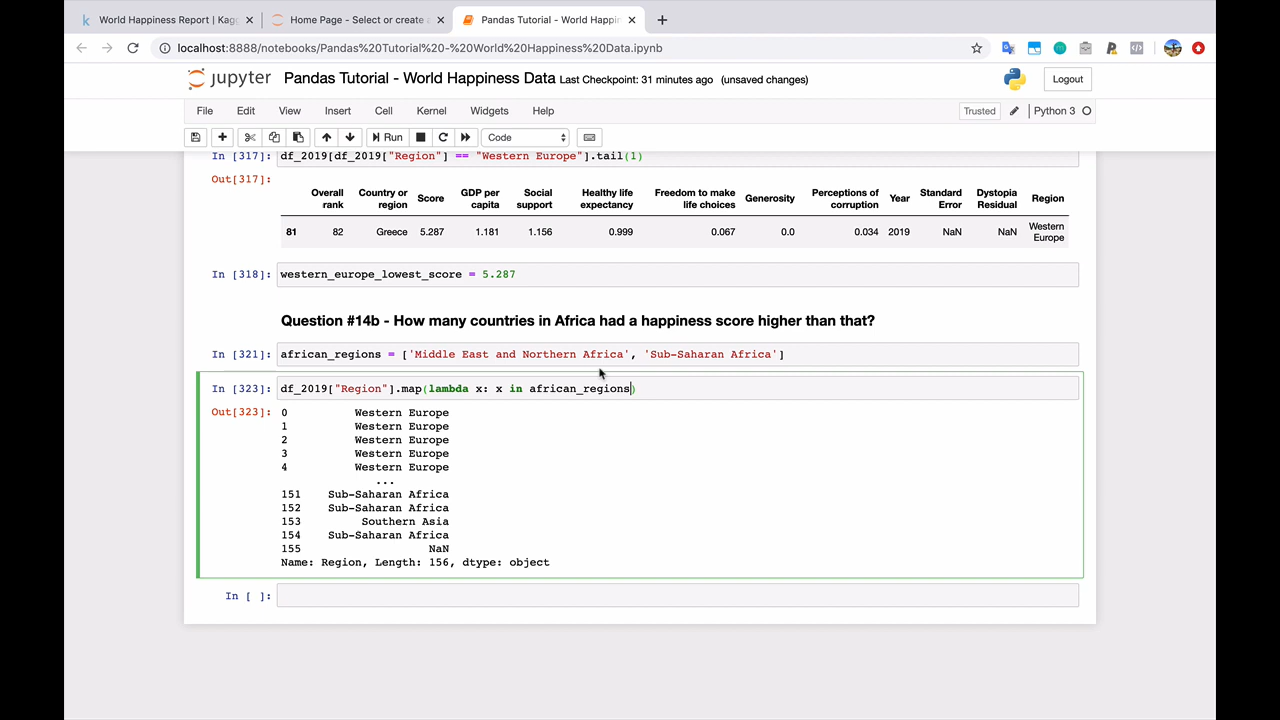 World Happiness Report | Kagg
Home Page - Select or create a
Pandas Tutorial - World Happin
localhost:8888/notebooks/Pandas%20Tutorial%20-%20World%20Happiness%20Data.ipynb
jupyter Pandas Tutorial - World Happiness Data Last Checkpoint: 31 minutes ago (unsaved changes) Logout
File Edit View Insert Cell Kernel Widgets Help Trusted Python 3
Run Code
In [317]: df_2019[df_2019["Region"] == "Western Europe"].tail(1)
Out[317]:
Overall rank Country or region Score GDP per capita Social support Healthy life expectancy Freedom to make life choices Generosity Perceptions of corruption Year Standard Error Dystopia Residual Region
81 82 Greece 5.287 1.181 1.156 0.999 0.067 0.0 0.034 2019 NaN NaN Western Europe
In [318]: western_europe_lowest_score = 5.287
Question #14b - How many countries in Africa had a happiness score higher than that?
In [321]: african_regions = ['Middle East and Northern Africa', 'Sub-Saharan Africa']
In [323]: df_2019["Region"].map(lambda x: x in african_regions)
Out[323]: 0 Western Europe
1 Western Europe
2 Western Europe
3 Western Europe
4 Western Europe
...
151 Sub-Saharan Africa
152 Sub-Saharan Africa
153 Southern Asia
154 Sub-Saharan Africa
155 NaN
Name: Region, Length: 156, dtype: object
In [ ]: